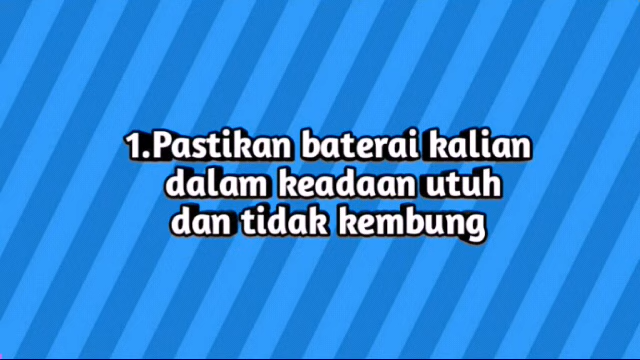 1.Pastikan baterai kalian
dalam keadaan utuh
dan tidak kembung